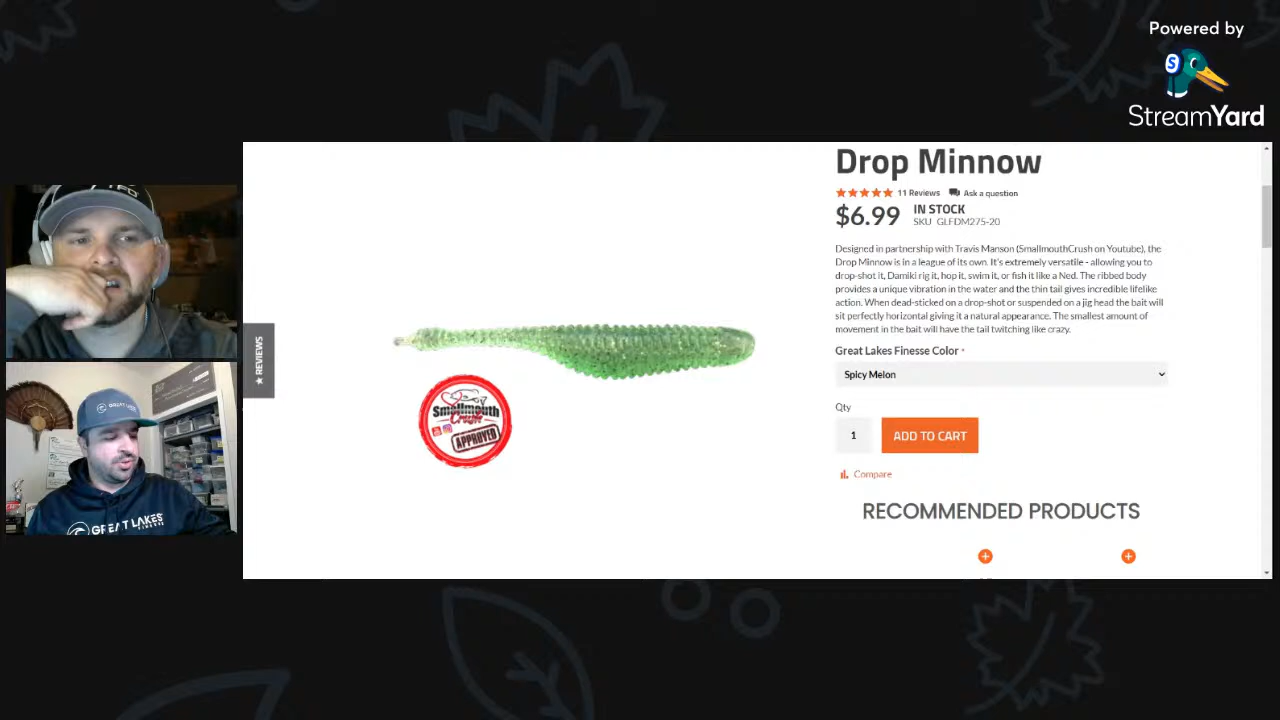 Powered by
S
StreamYard
Drop Minnow
11 Reviews Ask a question
$6.99 IN STOCK
SKU GLFDM275-20
Designed in partnership with Travis Manson (SmallmouthCrush on Youtube), the
Drop Minnow is in a league of its own. It's extremely versatile - allowing you to
drop-shot it, Damiki rig it, hop it, swim it, or fish it like a Ned. The ribbed body
provides a unique vibration in the water and the thin tail gives incredible lifelike
action. When dead-sticked on a drop-shot or suspended on a jig head the bait will
sit perfectly horizontal giving it a natural appearance. The smallest amount of
movement in the bait will have the tail twitching like crazy.
Great Lakes Finesse Color *
Spicy Melon
Qty
1 ADD TO CART
Compare
RECOMMENDED PRODUCTS
★ REVIEWS
Smallmouth
Crush
APPROVED
GREAT LAKES
GREAT LAKES
FINESSE